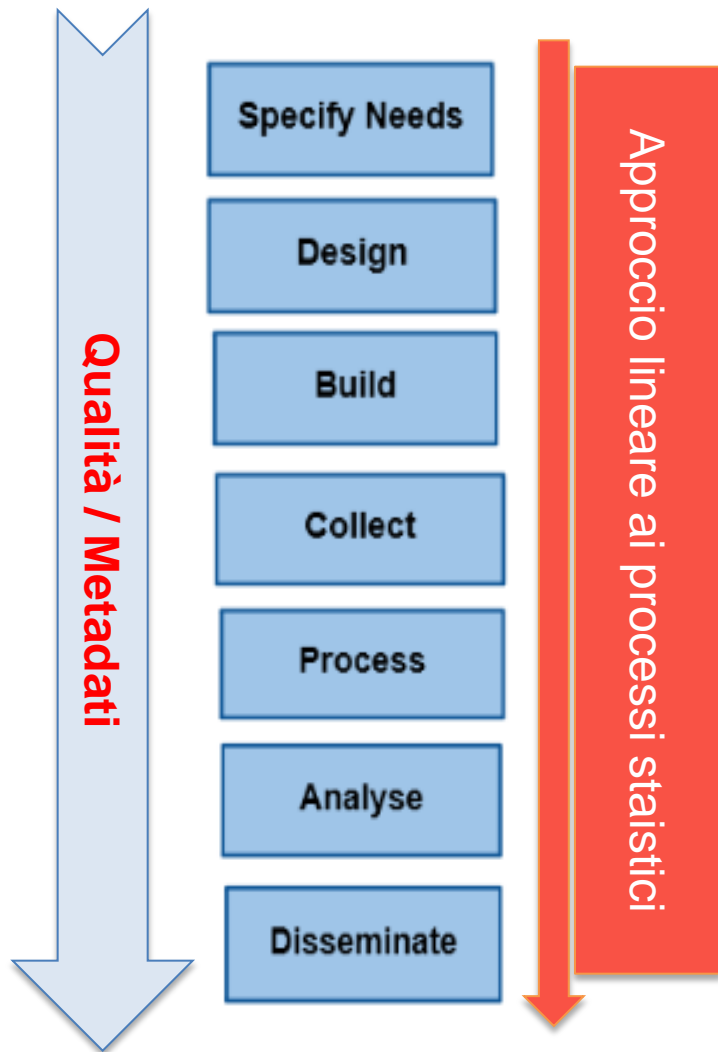 Qualità / Metadati
Specify Needs
Design
Build
Collect
Process
Analyse
Disseminate
Approccio lineare ai processi staistici